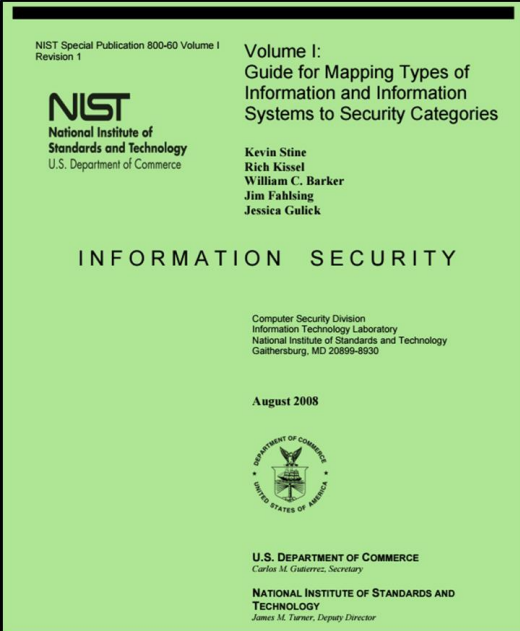 NIST Special Publication 800-60 Volume I
Revision 1
NIST
National Institute of
Standards and Technology
U.S. Department of Commerce
Volume I:
Guide for Mapping Types of
Information and Information
Systems to Security Categories
Kevin Stine
Rich Kissel
William C. Barker
Jim Fahlsing
Jessica Gulick
INFORMATION SECURITY
Computer Security Division
Information Technology Laboratory
National Institute of Standards and Technology
Gaithersburg, MD 20899-8930
August 2008
DEPARTMENT OF COMMERCE
UNITED STATES OF AMERICA
U.S. DEPARTMENT OF COMMERCE
Carlos M. Gutierrez, Secretary
NATIONAL INSTITUTE OF STANDARDS AND
TECHNOLOGY
James M. Turner, Deputy Director